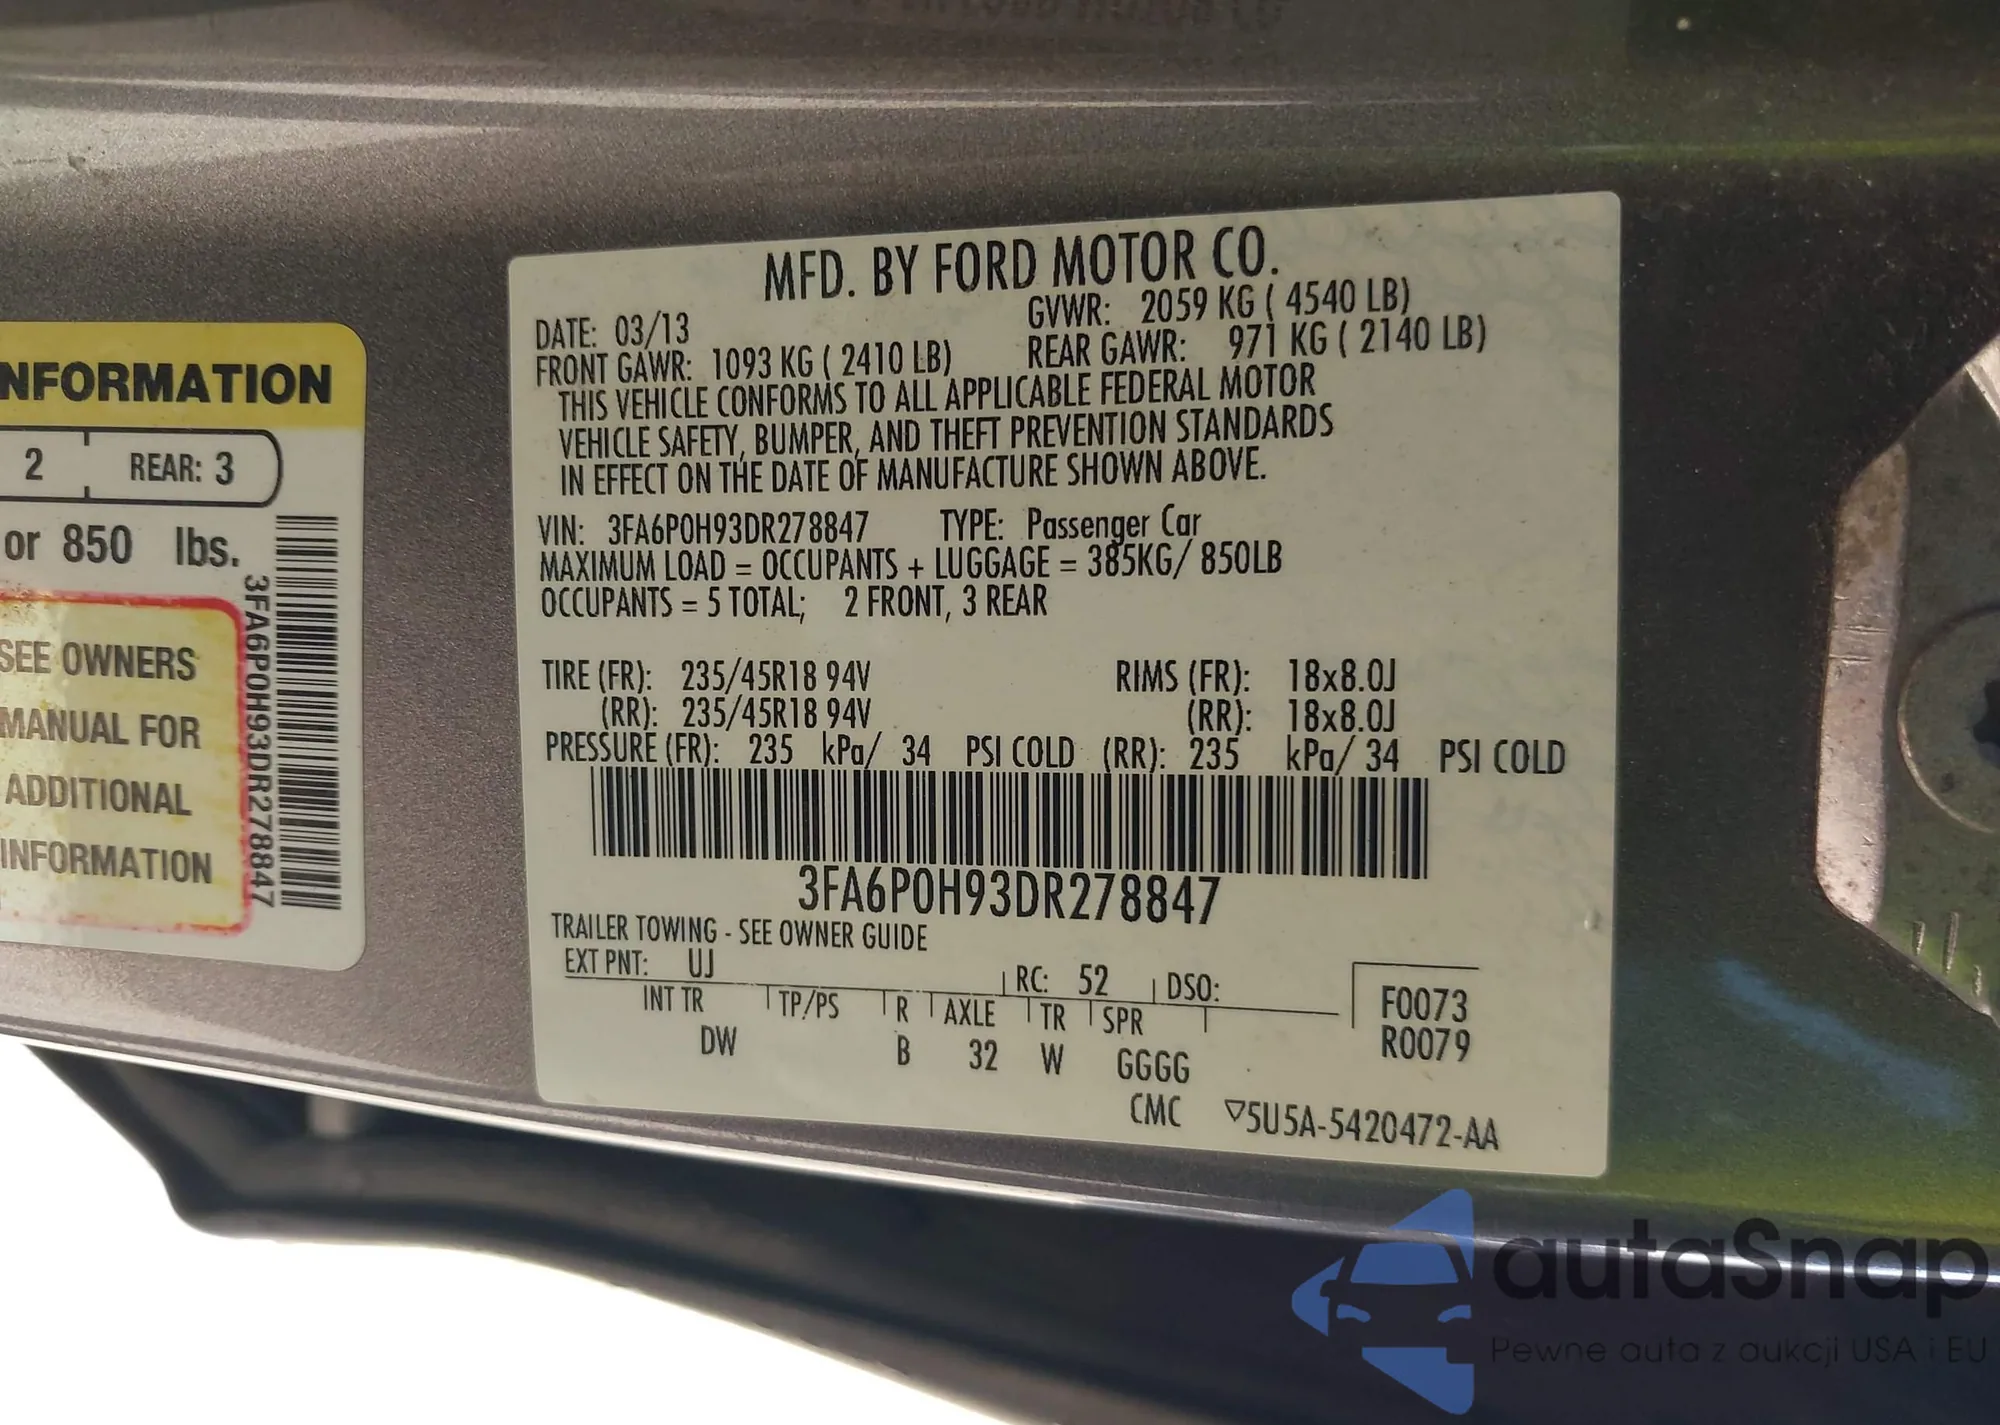 NFORMATION
2 REAR: 3
or 850 lbs.
SEE OWNERS
MANUAL FOR
ADDITIONAL
INFORMATION
3FA6P0H93DR278847
MFD. BY FORD MOTOR CO.
DATE: 03/13 GVWR: 2059 KG ( 4540 LB)
FRONT GAWR: 1093 KG ( 2410 LB) REAR GAWR: 971 KG ( 2140 LB)
THIS VEHICLE CONFORMS TO ALL APPLICABLE FEDERAL MOTOR
VEHICLE SAFETY, BUMPER, AND THEFT PREVENTION STANDARDS
IN EFFECT ON THE DATE OF MANUFACTURE SHOWN ABOVE.
VIN: 3FA6P0H93DR278847 TYPE: Passenger Car
MAXIMUM LOAD = OCCUPANTS + LUGGAGE = 385KG/ 850LB
OCCUPANTS = 5 TOTAL; 2 FRONT, 3 REAR
TIRE (FR): 235/45R18 94V RIMS (FR): 18x8.0J
(RR): 235/45R18 94V (RR): 18x8.0J
PRESSURE (FR): 235 kPa/ 34 PSI COLD (RR): 235 kPa/ 34 PSI COLD
3FA6P0H93DR278847
TRAILER TOWING - SEE OWNER GUIDE
EXT PNT: UJ RC: 52 DSO:
INT TR TP/PS R AXLE TR SPR
DW B 32 W GGGG
F0073
R0079
CMC ▽5U5A-5420472-AA
autaSnap
Pewne auta z aukcji USA i EU